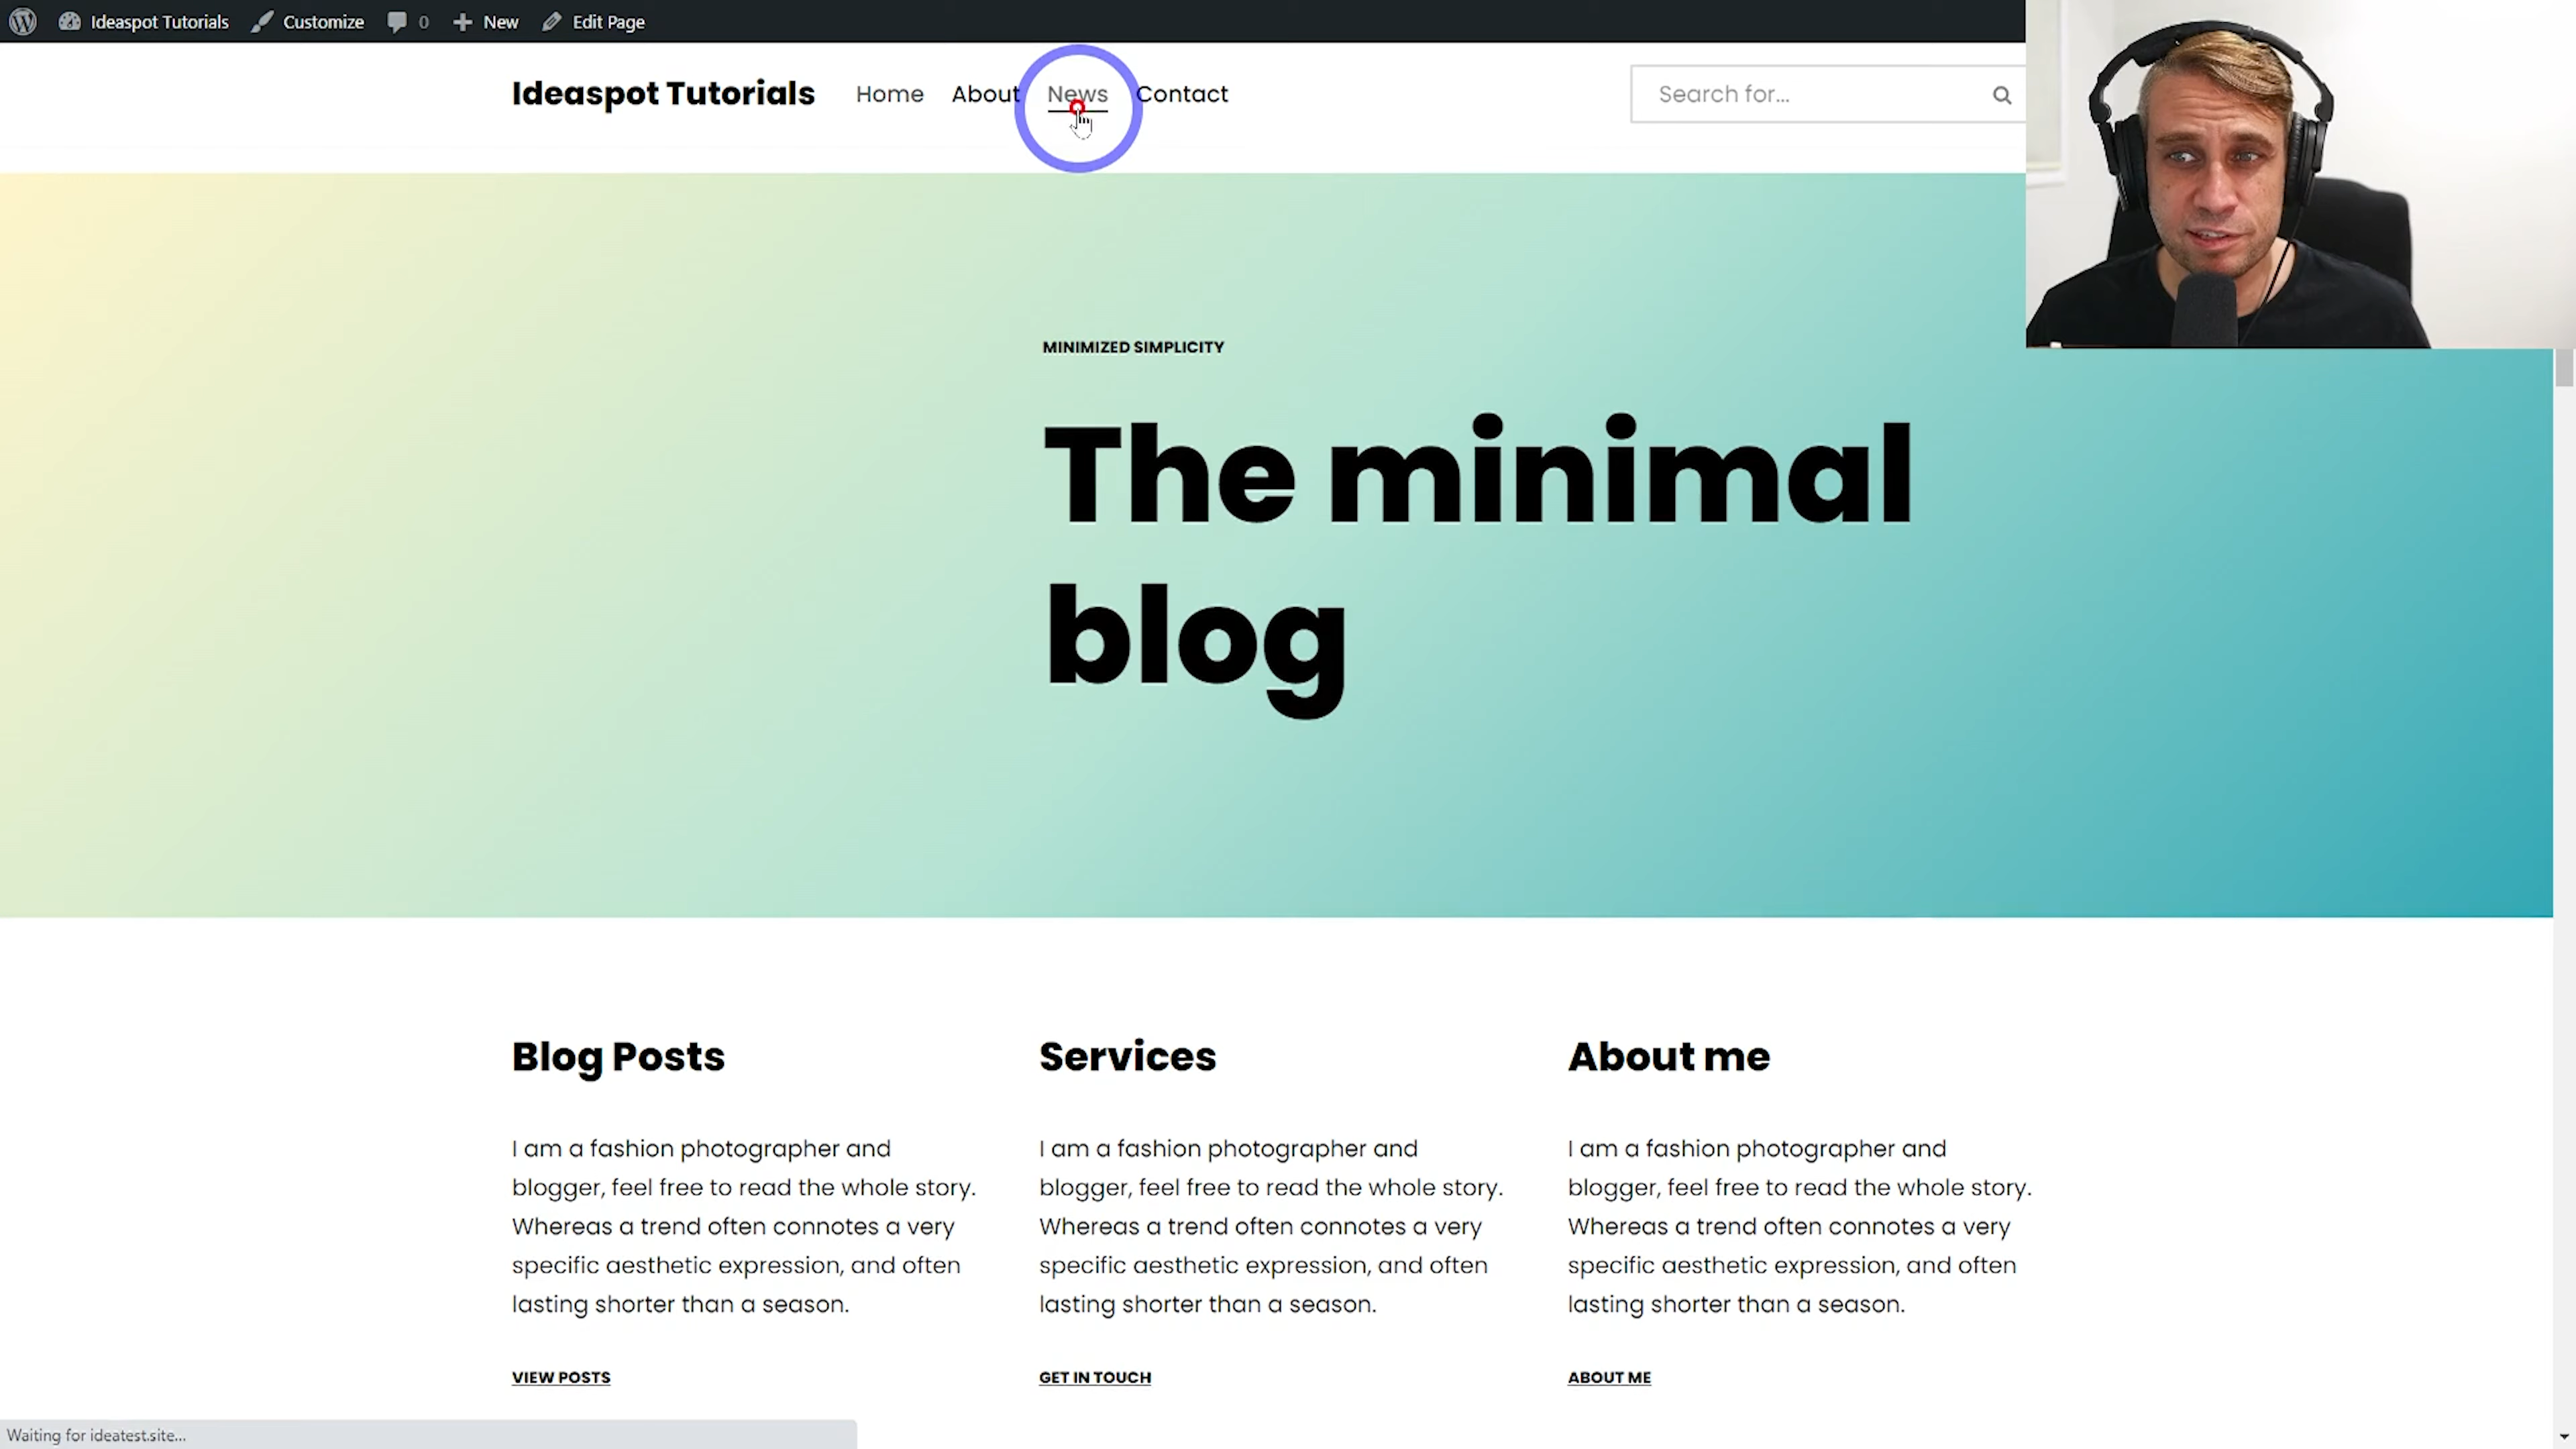 Ideaspot Tutorials Customize 0 New Edit Page
Ideaspot Tutorials Home About News Contact Search for...
MINIMIZED SIMPLICITY
The minimal
blog
Blog Posts
I am a fashion photographer and
blogger, feel free to read the whole story.
Whereas a trend often connotes a very
specific aesthetic expression, and often
lasting shorter than a season.
VIEW POSTS
Services
I am a fashion photographer and
blogger, feel free to read the whole story.
Whereas a trend often connotes a very
specific aesthetic expression, and often
lasting shorter than a season.
GET IN TOUCH
About me
I am a fashion photographer and
blogger, feel free to read the whole story.
Whereas a trend often connotes a very
specific aesthetic expression, and often
lasting shorter than a season.
ABOUT ME
Waiting for ideatest.site...